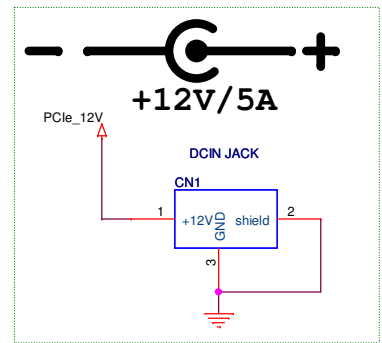 - +
+12V/5A
PCIe_12V
DCIN JACK
CN1
1 +12V GND shield 2
3